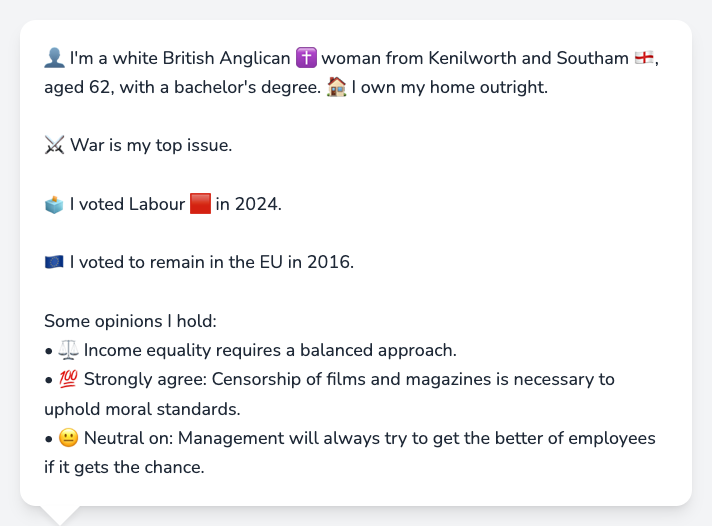 👤 I'm a white British Anglican ✝️ woman from Kenilworth and Southam 🏴󠁧󠁢󠁥󠁮󠁧󠁿,
aged 62, with a bachelor's degree. 🏠 I own my home outright.
⚔️ War is my top issue.
🗳️ I voted Labour 🟥 in 2024.
🇪🇺 I voted to remain in the EU in 2016.
Some opinions I hold:
• ⚖️ Income equality requires a balanced approach.
• 💯 Strongly agree: Censorship of films and magazines is necessary to
uphold moral standards.
• 😐 Neutral on: Management will always try to get the better of employees
if it gets the chance.